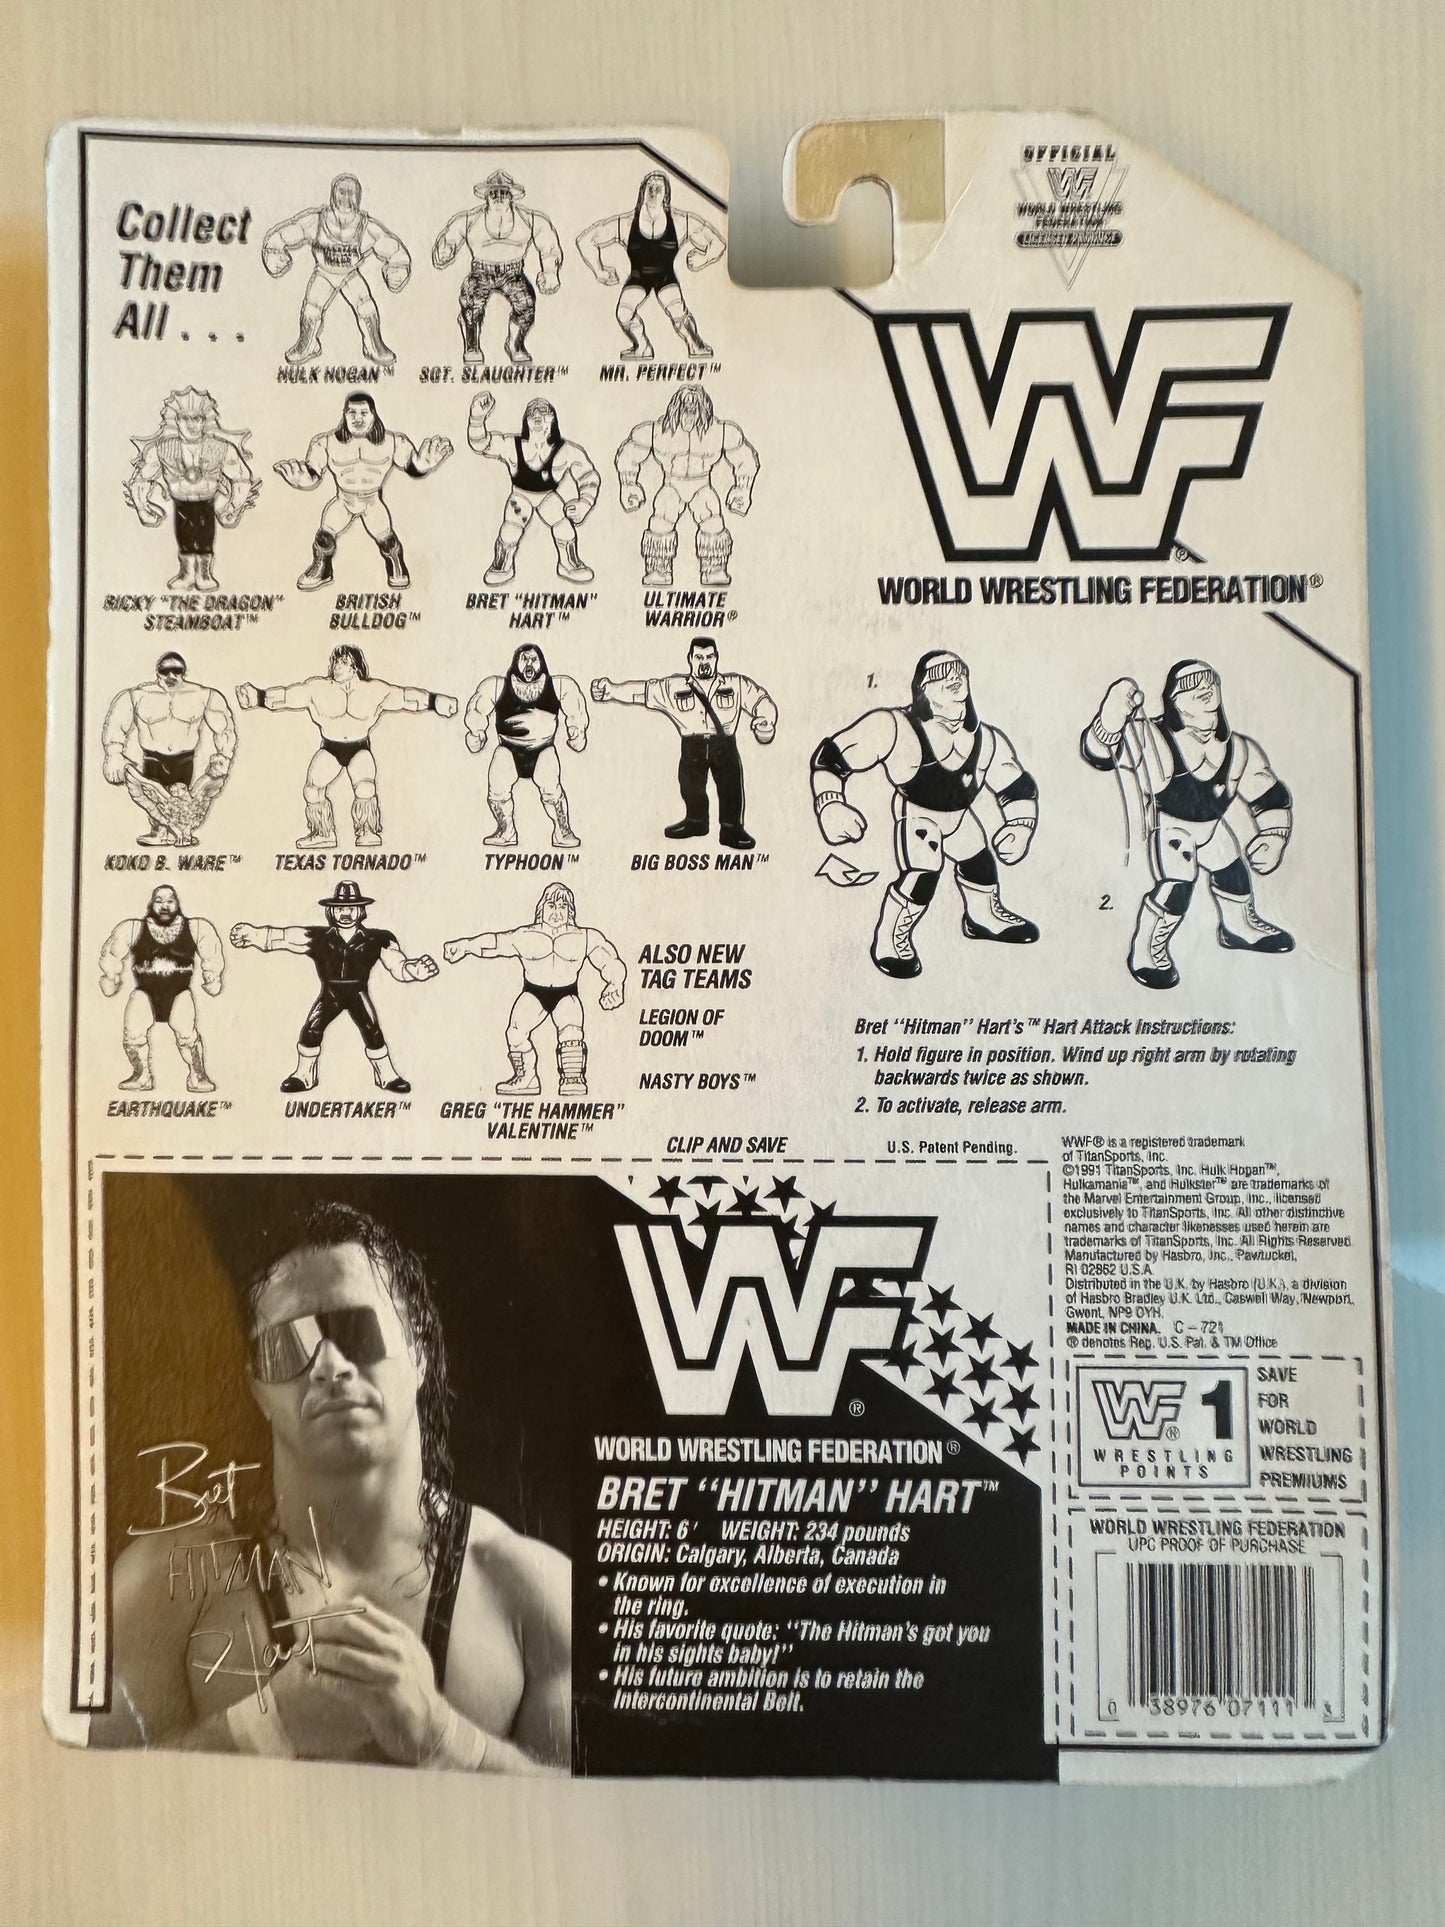 Collect
Them
All . . .
HULK HOGAN™
SGT. SLAUGHTER™
MR. PERFECT™
RICKY "THE DRAGON"
STEAMBOAT™
BRITISH
BULLDOG™
BRET "HITMAN"
HART™
ULTIMATE
WARRIOR®
KOKO B. WARE™
TEXAS TORNADO™
TYPHOON™
BIG BOSS MAN™
EARTHQUAKE™
UNDERTAKER™
GREG "THE HAMMER"
VALENTINE™
ALSO NEW
TAG TEAMS
LEGION OF
DOOM™
NASTY BOYS™
OFFICIAL
WF
WORLD WRESTLING
FEDERATION
LICENSED PRODUCT
WF®
WORLD WRESTLING FEDERATION®
1.
2.
Bret "Hitman" Hart's™ Hart Attack Instructions:
1. Hold figure in position. Wind up right arm by rotating
backwards twice as shown.
2. To activate, release arm.
CLIP AND SAVE
U.S. Patent Pending.
WWF® is a registered trademark
of TitanSports, Inc.
©1991 TitanSports, Inc. Hulk Hogan™,
Hulkamania™, and Hulkster™ are trademarks of
the Marvel Entertainment Group, Inc., licensed
exclusively to TitanSports, Inc. All other distinctive
names and character likenesses used herein are
trademarks of TitanSports, Inc. All Rights Reserved.
Manufactured by Hasbro, Inc., Pawtucket,
RI 02862 U.S.A.
Distributed in the U.K. by Hasbro (U.K.), a division
of Hasbro Bradley U.K. Ltd., Caswell Way, Newport,
Gwent, NP9 0YH.
MADE IN CHINA. C-721
® denotes Reg. U.S. Pat. & TM Office
Bret
HITMAN
Hart
WF®
WORLD WRESTLING FEDERATION®
BRET "HITMAN" HART™
HEIGHT: 6' WEIGHT: 234 pounds
ORIGIN: Calgary, Alberta, Canada
• Known for excellence of execution in
the ring.
• His favorite quote: "The Hitman's got you
in his sights baby!"
• His future ambition is to retain the
Intercontinental Belt.
WF® 1
WRESTLING
POINTS
SAVE
FOR
WORLD
WRESTLING
PREMIUMS
WORLD WRESTLING FEDERATION
UPC PROOF OF PURCHASE
0 38976 07111 3